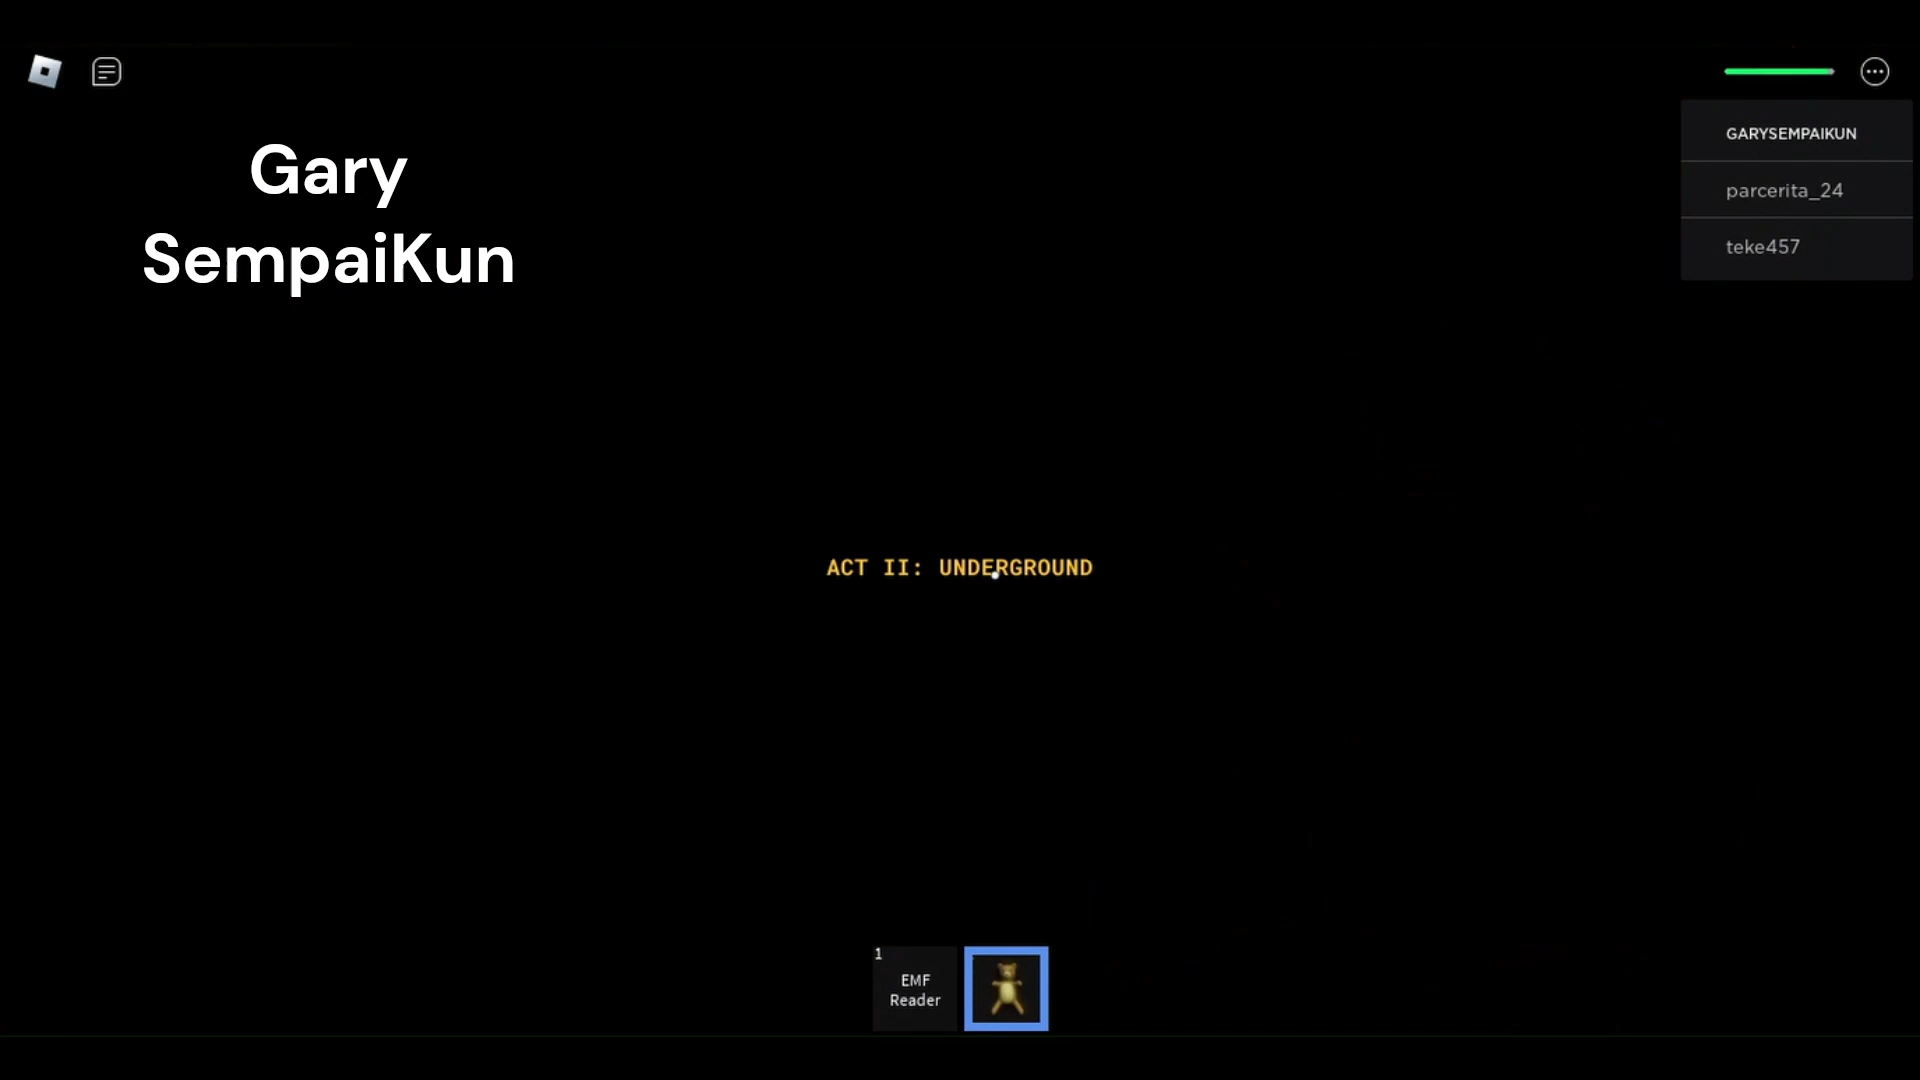 Gary
SempaiKun
GARYSEMPAIKUN
parcerita_24
teke457
ACT II: UNDERGROUND
1
EMF
Reader